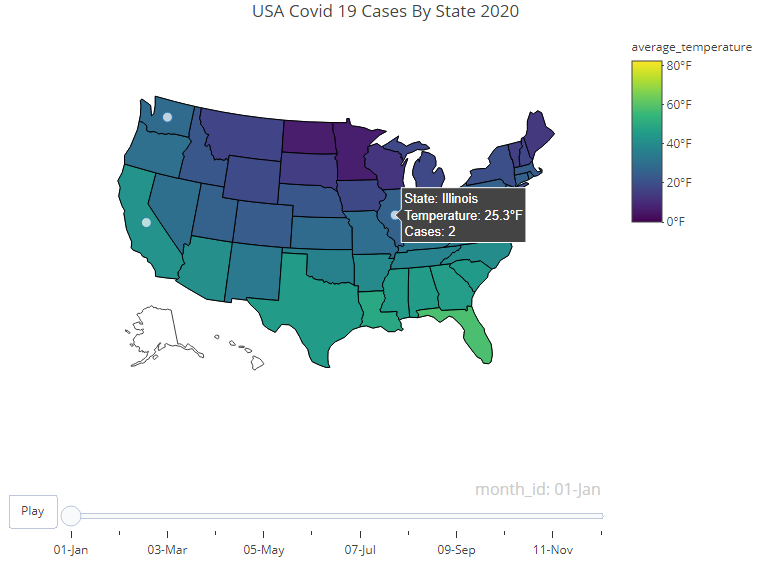 USA Covid 19 Cases By State 2020
average_temperature
80°F
60°F
40°F
20°F
0°F
State: Illinois
Temperature: 25.3°F
Cases: 2
month_id: 01-Jan
Play
01-Jan
03-Mar
05-May
07-Jul
09-Sep
11-Nov